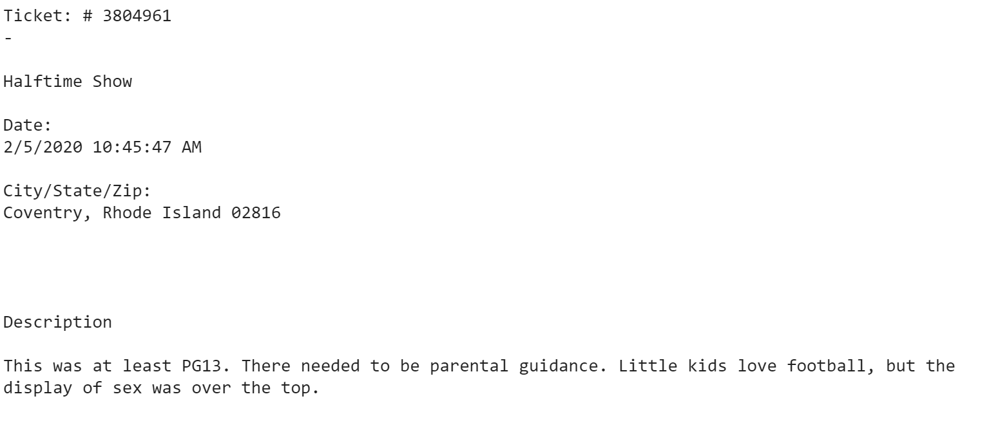 Ticket: # 3804961
-
Halftime Show
Date:
2/5/2020 10:45:47 AM
City/State/Zip:
Coventry, Rhode Island 02816
Description
This was at least PG13. There needed to be parental guidance. Little kids love football, but the
display of sex was over the top.